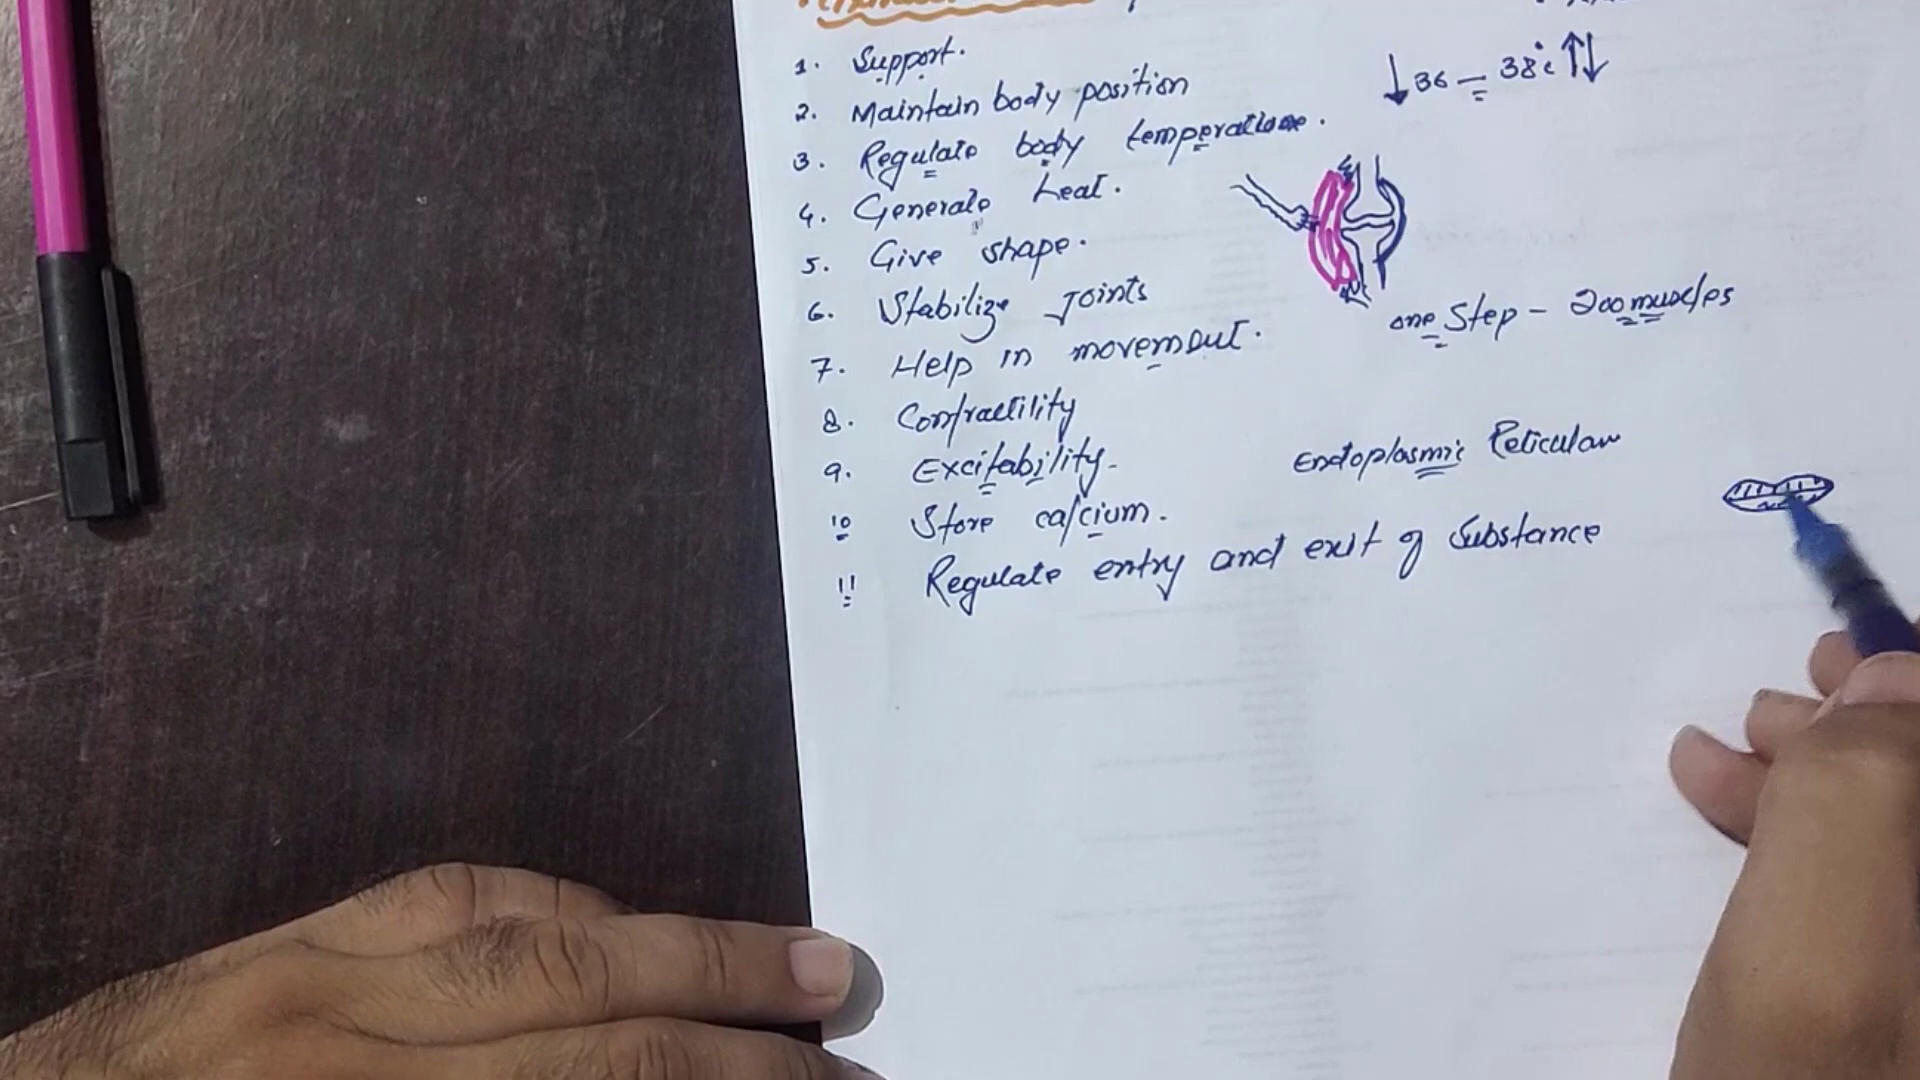 1. Support.
↓36 — 38°c ↑↓
2. Maintain body position
3. Regulate body temperature.
4. Generate heat.
5. Give shape.
6. Stabilize Joints
one Step - 200 muscles
7. Help in movement.
8. Contractility
9. Excitability.
Endoplasmic Reticulam
10 Store calcium.
11 Regulate entry and exit of Substance